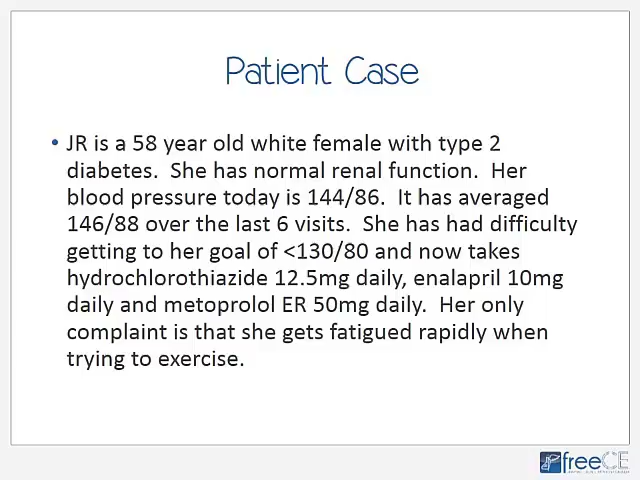 Patient Case
• JR is a 58 year old white female with type 2
diabetes.  She has normal renal function.  Her
blood pressure today is 144/86.  It has averaged
146/88 over the last 6 visits.  She has had difficulty
getting to her goal of <130/80 and now takes
hydrochlorothiazide 12.5mg daily, enalapril 10mg
daily and metoprolol ER 50mg daily.  Her only
complaint is that she gets fatigued rapidly when
trying to exercise.
freeCE